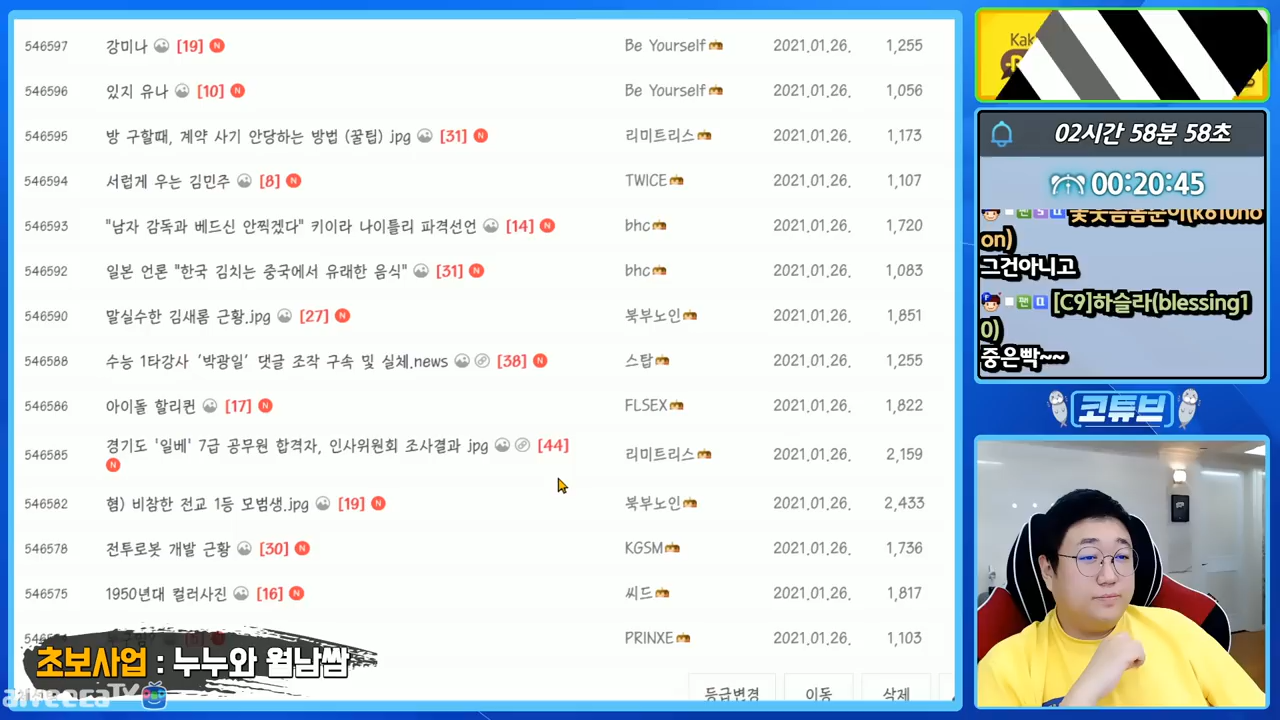 546597 강미나 [19] N Be Yourself 2021.01.26. 1,255
546596 있지 유나 [10] N Be Yourself 2021.01.26. 1,056
546595 방 구할때, 계약 사기 안당하는 방법 (꿀팁) jpg [31] N 리미트리스 2021.01.26. 1,173
546594 서럽게 우는 김민주 [8] N TWICE 2021.01.26. 1,107
546593 "남자 감독과 베드신 안찍겠다" 키이라 나이틀리 파격선언 [14] N bhc 2021.01.26. 1,720
546592 일본 언론 "한국 김치는 중국에서 유래한 음식" [31] N bhc 2021.01.26. 1,083
546590 말실수한 김새롬 근황.jpg [27] N 북부노인 2021.01.26. 1,851
546588 수능 1타강사 '박광일' 댓글 조작 구속 및 실체.news [38] N 스탑 2021.01.26. 1,255
546586 아이돌 할리퀸 [17] N FLSEX 2021.01.26. 1,822
546585 경기도 '일베' 7급 공무원 합격자, 인사위원회 조사결과 jpg [44] 리미트리스 2021.01.26. 2,159
N
546582 혐) 비참한 전교 1등 모범생.jpg [19] N 북부노인 2021.01.26. 2,433
546578 전투로봇 개발 근황 [30] N KGSM 2021.01.26. 1,736
546575 1950년대 컬러사진 [16] N 씨드 2021.01.26. 1,817
PRINXE 2021.01.26. 1,103
초보사업 : 누누와 월남쌈
등급변경 이동 삭제
Kak
02시간 58분 58초
00:20:45
on)
그건아니고
[C9]하슬라(blessing1
0)
중은빡~~
코튜브